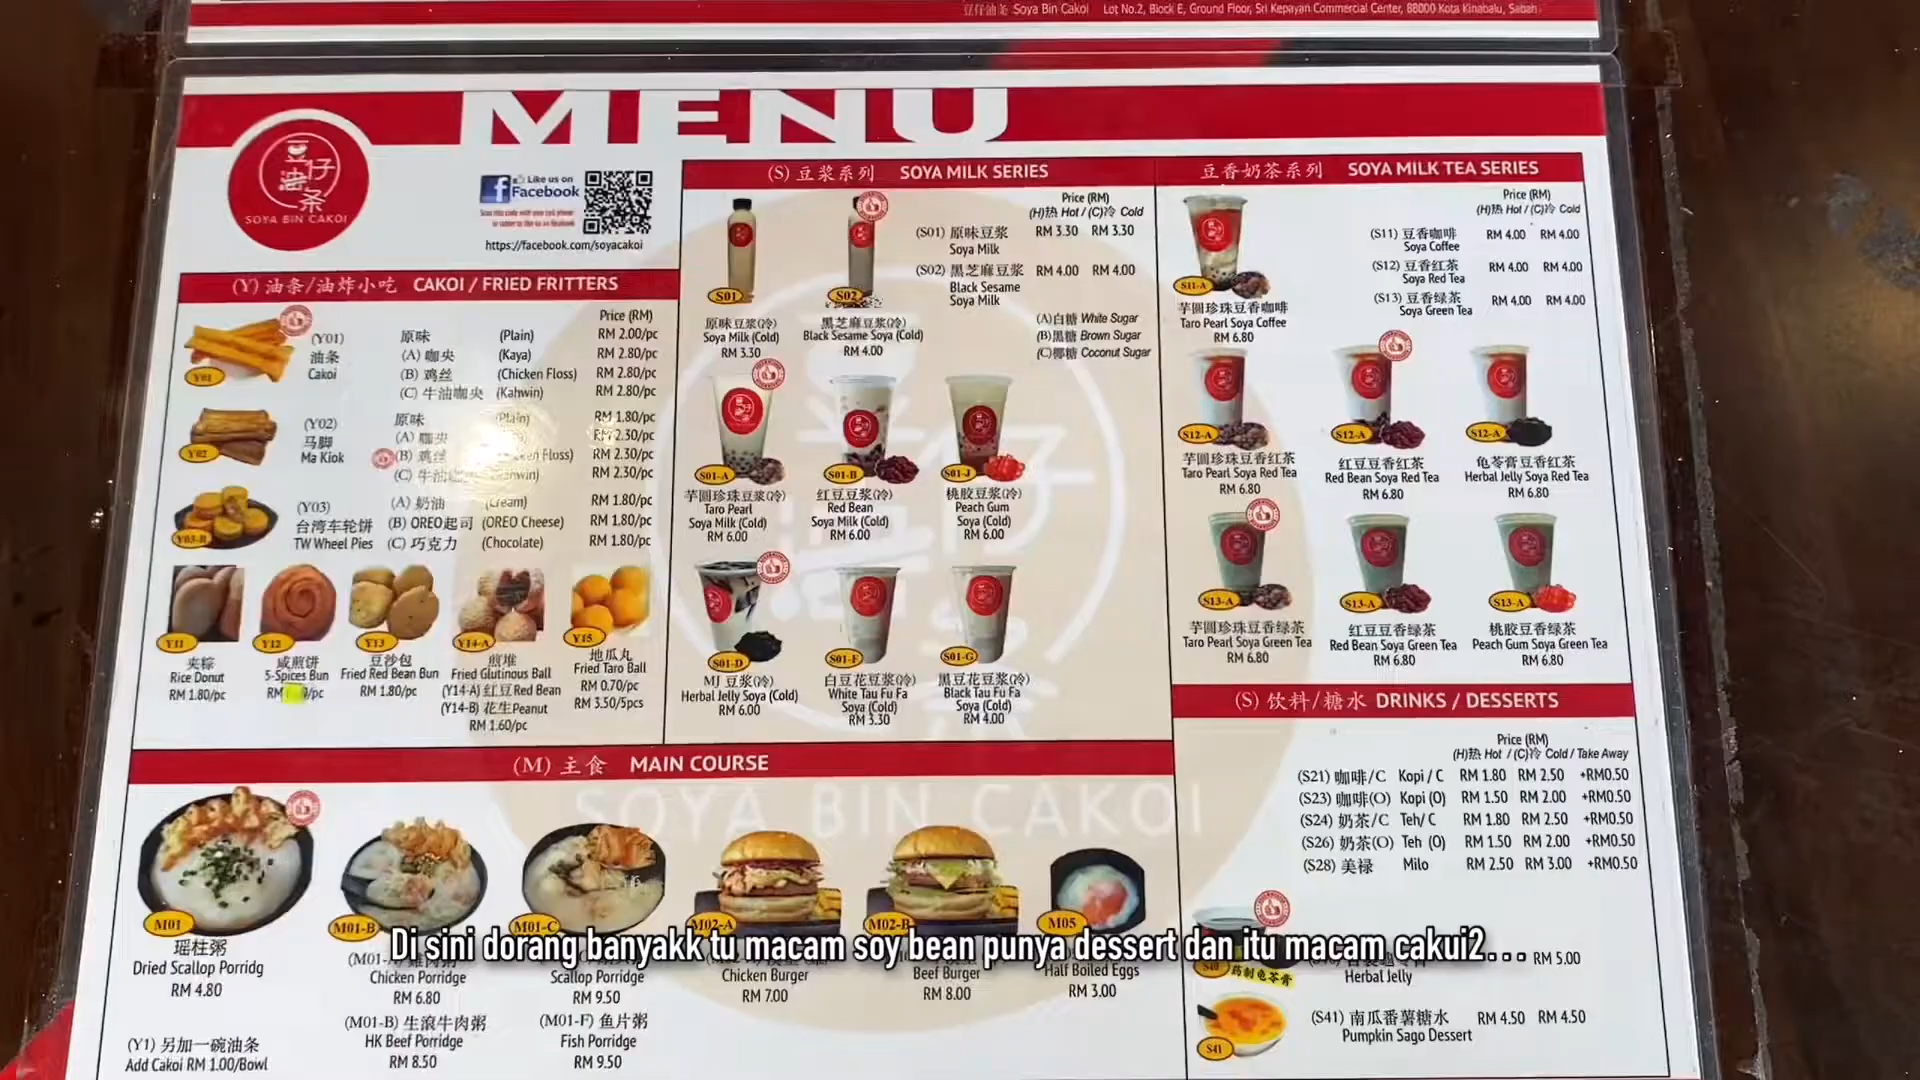 豆仔油条 Soya Bin Cakoi Lot No.2, Block E, Ground Floor, Sri Kepayan Commercial Center, 88000 Kota Kinabalu, Sabah
MENU
豆仔油条
SOYA BIN CAKOI
Like us on
Facebook
https://facebook.com/soyacakoi
(Y) 油条/油炸小吃 CAKOI / FRIED FRITTERS
Price (RM)
Y01
(Y01)
油条
Cakoi
原味 (Plain) RM 2.00/pc
(A) 咖央 (Kaya) RM 2.80/pc
(B) 鸡丝 (Chicken Floss) RM 2.80/pc
(C) 牛油咖央 (Kahwin) RM 2.80/pc
Y02
(Y02)
马脚
Ma Kiok
原味 (Plain) RM 1.80/pc
(A) 咖央 RM 2.30/pc
(B) 鸡丝 Floss) RM 2.30/pc
(C) 牛油 RM 2.30/pc
Y03-B
(Y03)
台湾车轮饼
TW Wheel Pies
(A) 奶油 (Cream) RM 1.80/pc
(B) OREO起司 (OREO Cheese) RM 1.80/pc
(C) 巧克力 (Chocolate) RM 1.80/pc
Y11
夹粽
Rice Donut
RM 1.80/pc
Y12
咸煎饼
5-Spices Bun
RM /pc
Y13
豆沙包
Fried Red Bean Bun
RM 1.80/pc
Y14-A
煎堆
Fried Glutinous Ball
(Y14-A) 红豆 Red Bean
(Y14-B) 花生 Peanut
RM 1.60/pc
Y15
地瓜丸
Fried Taro Ball
RM 0.70/pc
RM 3.50/5pcs
(S) 豆浆系列 SOYA MILK SERIES
Price (RM)
(H)热 Hot / (C)冷 Cold
(S01) 原味豆浆 RM 3.30 RM 3.30
Soya Milk
(S02) 黑芝麻豆浆 RM 4.00 RM 4.00
Black Sesame
Soya Milk
(A)白糖 White Sugar
(B)黑糖 Brown Sugar
(C)椰糖 Coconut Sugar
S01
原味豆浆(冷)
Soya Milk (Cold)
RM 3.30
S02
黑芝麻豆浆(冷)
Black Sesame Soya (Cold)
RM 4.00
S01-A
芋圆珍珠豆浆(冷)
Taro Pearl
Soya Milk (Cold)
RM 6.00
S01-B
红豆豆浆(冷)
Red Bean
Soya Milk (Cold)
RM 6.00
S01-J
桃胶豆浆(冷)
Peach Gum
Soya (Cold)
RM 6.00
S01-D
MJ 豆浆(冷)
Herbal Jelly Soya (Cold)
RM 6.00
S01-F
白豆花豆浆(冷)
White Tau Fu Fa
Soya (Cold)
RM 3.30
S01-G
黑豆花豆浆(冷)
Black Tau Fu Fa
Soya (Cold)
RM 4.00
豆香奶茶系列 SOYA MILK TEA SERIES
Price (RM)
(H)热 Hot / (C)冷 Cold
(S11) 豆香咖啡 RM 4.00 RM 4.00
Soya Coffee
(S12) 豆香红茶 RM 4.00 RM 4.00
Soya Red Tea
(S13) 豆香绿茶 RM 4.00 RM 4.00
Soya Green Tea
S11-A
芋圆珍珠豆香咖啡
Taro Pearl Soya Coffee
RM 6.80
S12-A
芋圆珍珠豆香红茶
Taro Pearl Soya Red Tea
RM 6.80
S12-A
红豆豆香红茶
Red Bean Soya Red Tea
RM 6.80
S12-A
龟苓膏豆香红茶
Herbal Jelly Soya Red Tea
RM 6.80
S13-A
芋圆珍珠豆香绿茶
Taro Pearl Soya Green Tea
RM 6.80
S13-A
红豆豆香绿茶
Red Bean Soya Green Tea
RM 6.80
S13-A
桃胶豆香绿茶
Peach Gum Soya Green Tea
RM 6.80
(S) 饮料/糖水 DRINKS / DESSERTS
Price (RM)
(H)热 Hot / (C)冷 Cold / Take Away
(S21) 咖啡/C Kopi / C RM 1.80 RM 2.50 +RM0.50
(S23) 咖啡(O) Kopi (O) RM 1.50 RM 2.00 +RM0.50
(S24) 奶茶/C Teh/ C RM 1.80 RM 2.50 +RM0.50
(S26) 奶茶(O) Teh (O) RM 1.50 RM 2.00 +RM0.50
(S28) 美禄 Milo RM 2.50 RM 3.00 +RM0.50
S40
药制龟苓膏
Herbal Jelly
RM 5.00
S41
(S41) 南瓜番薯糖水 RM 4.50 RM 4.50
Pumpkin Sago Dessert
(M) 主食 MAIN COURSE
SOYA BIN CAKOI
M01
瑶柱粥
Dried Scallop Porridg
RM 4.80
(Y1) 另加一碗油条
Add Cakoi RM 1.00/Bowl
M01-B
Chicken Porridge
RM 6.80
(M01-B) 生滚牛肉粥
HK Beef Porridge
RM 8.50
M01-C
Scallop Porridge
RM 9.50
(M01-F) 鱼片粥
Fish Porridge
RM 9.50
M02-A
Chicken Burger
RM 7.00
M02-B
Beef Burger
RM 8.00
M05
Half Boiled Eggs
RM 3.00
Di sini dorang banyakk tu macam soy bean punya dessert dan itu macam cakui2...